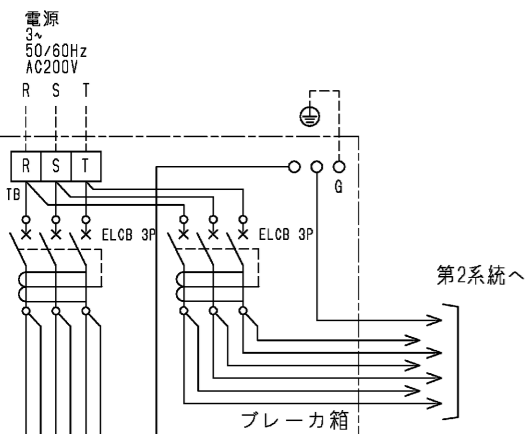 電源
3~
50/60Hz
AC200V
R S T
R S T
TB
G
ELCB 3P
ELCB 3P
第2系統へ
ブレーカ箱